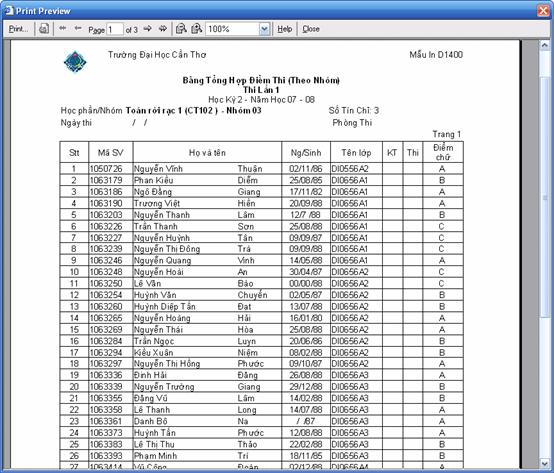 Print Preview
Print... Page 1 of 3 100% Help Close
Trường Đại Học Cần Thơ Mẫu In D1400
Bảng Tổng Hợp Điểm Thi (Theo Nhóm)
Thi Lần 1
Học Kỳ 2 - Năm Học 07 - 08
Học phần/Nhóm Toán rời rạc 1 (CT102 ) - Nhóm 03 Số Tín Chỉ: 3
Ngày thi / / Phòng Thi
Trang 1
Stt Mã SV Họ và tên Ng/Sinh Tên lớp KT Thi Điểm chữ
1 1050726 Nguyễn Vĩnh Thuận 02/11/86 DI0556A2 A
2 1063179 Phan Kiều Diễm 25/08/85 DI0656A1 B
3 1063186 Ngô Đằng Giang 17/11/82 DI0656A1 A
4 1063190 Trương Việt Hiền 20/09/88 DI0656A1 A
5 1063203 Nguyễn Thanh Lâm 12/7 /88 DI0656A1 B
6 1063226 Trần Thanh Sơn 25/08/88 DI0656A1 C
7 1063227 Nguyễn Huỳnh Tấn 09/09/87 DI0656A1 C
8 1063239 Nguyễn Thị Đông Trà 09/09/88 DI0656A1 C
9 1063246 Nguyễn Quang Vinh 14/05/88 DI0656A1 A
10 1063248 Nguyễn Hoài An 30/04/87 DI0656A2 C
11 1063250 Lê Văn Bảo 00/00/88 DI0656A2 C
12 1063254 Huỳnh Văn Chuyển 02/05/87 DI0656A2 B
13 1063260 Huỳnh Diệp Tấn Đạt 13/07/88 DI0656A2 B
14 1063265 Nguyễn Hoàng Hải 16/01/80 DI0656A2 A
15 1063269 Nguyễn Thái Hòa 25/08/88 DI0656A2 A
16 1063284 Trần Ngọc Luyn 20/06/86 DI0656A2 B
17 1063294 Kiều Xuân Niệm 08/02/88 DI0656A2 B
18 1063297 Nguyễn Thị Hồng Phước 09/10/87 DI0656A2 A
19 1063336 Đinh Hải Đăng 26/08/88 DI0656A3 A
20 1063339 Nguyễn Trường Giang 29/12/88 DI0656A3 B
21 1063355 Đặng Vũ Lâm 14/02/88 DI0656A3 B
22 1063358 Lê Thanh Long 14/07/88 DI0656A3 A
23 1063361 Danh Bô Na / /87 DI0656A3 A
24 1063373 Huỳnh Tấn Phước 12/08/88 DI0656A3 A
25 1063383 Lê Thị Thu Thảo 22/02/88 DI0656A3 B
26 1063393 Phạm Minh Trí 18/11/85 DI0656A3 B
27 1063414 Vũ Công Đoàn 02/12/88 DI0656A4 A